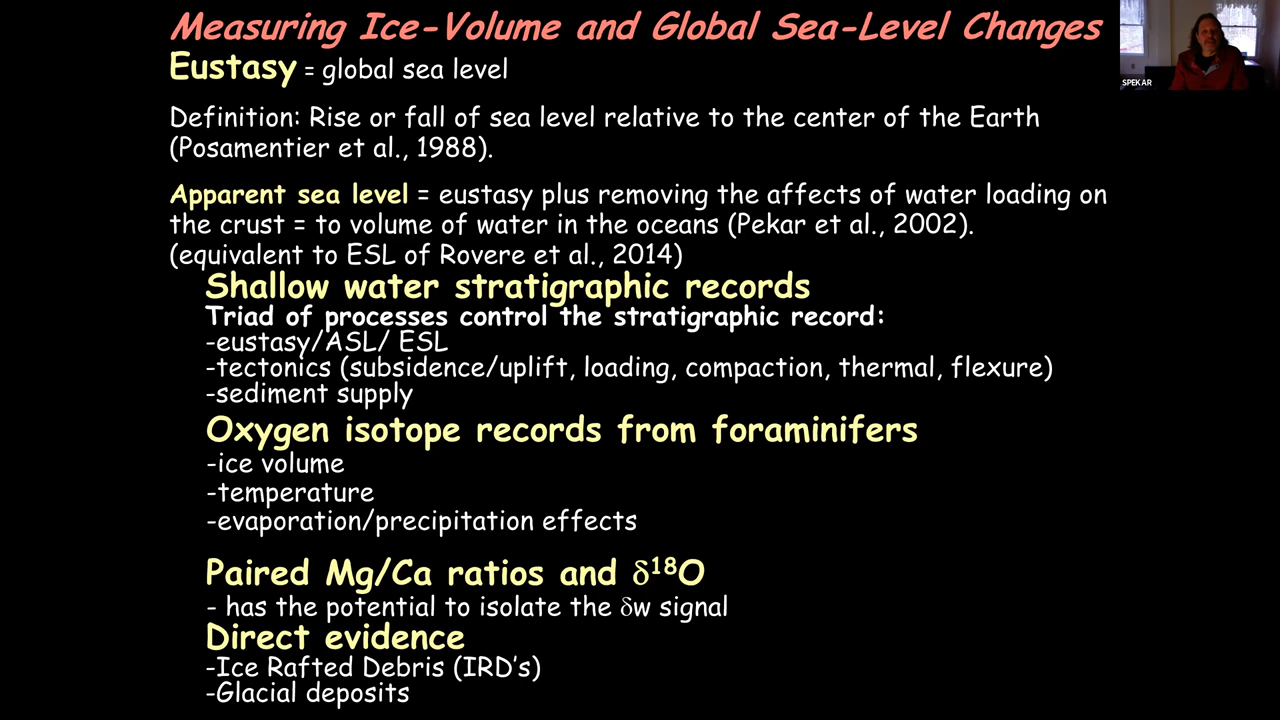 Measuring Ice-Volume and Global Sea-Level Changes
Eustasy = global sea level
SPEKAR
Definition: Rise or fall of sea level relative to the center of the Earth
(Posamentier et al., 1988).
Apparent sea level = eustasy plus removing the affects of water loading on
the crust = to volume of water in the oceans (Pekar et al., 2002).
(equivalent to ESL of Rovere et al., 2014)
Shallow water stratigraphic records
Triad of processes control the stratigraphic record:
-eustasy/ASL/ ESL
-tectonics (subsidence/uplift, loading, compaction, thermal, flexure)
-sediment supply
Oxygen isotope records from foraminifers
-ice volume
-temperature
-evaporation/precipitation effects
Paired Mg/Ca ratios and δ¹⁸O
- has the potential to isolate the δw signal
Direct evidence
-Ice Rafted Debris (IRD's)
-Glacial deposits